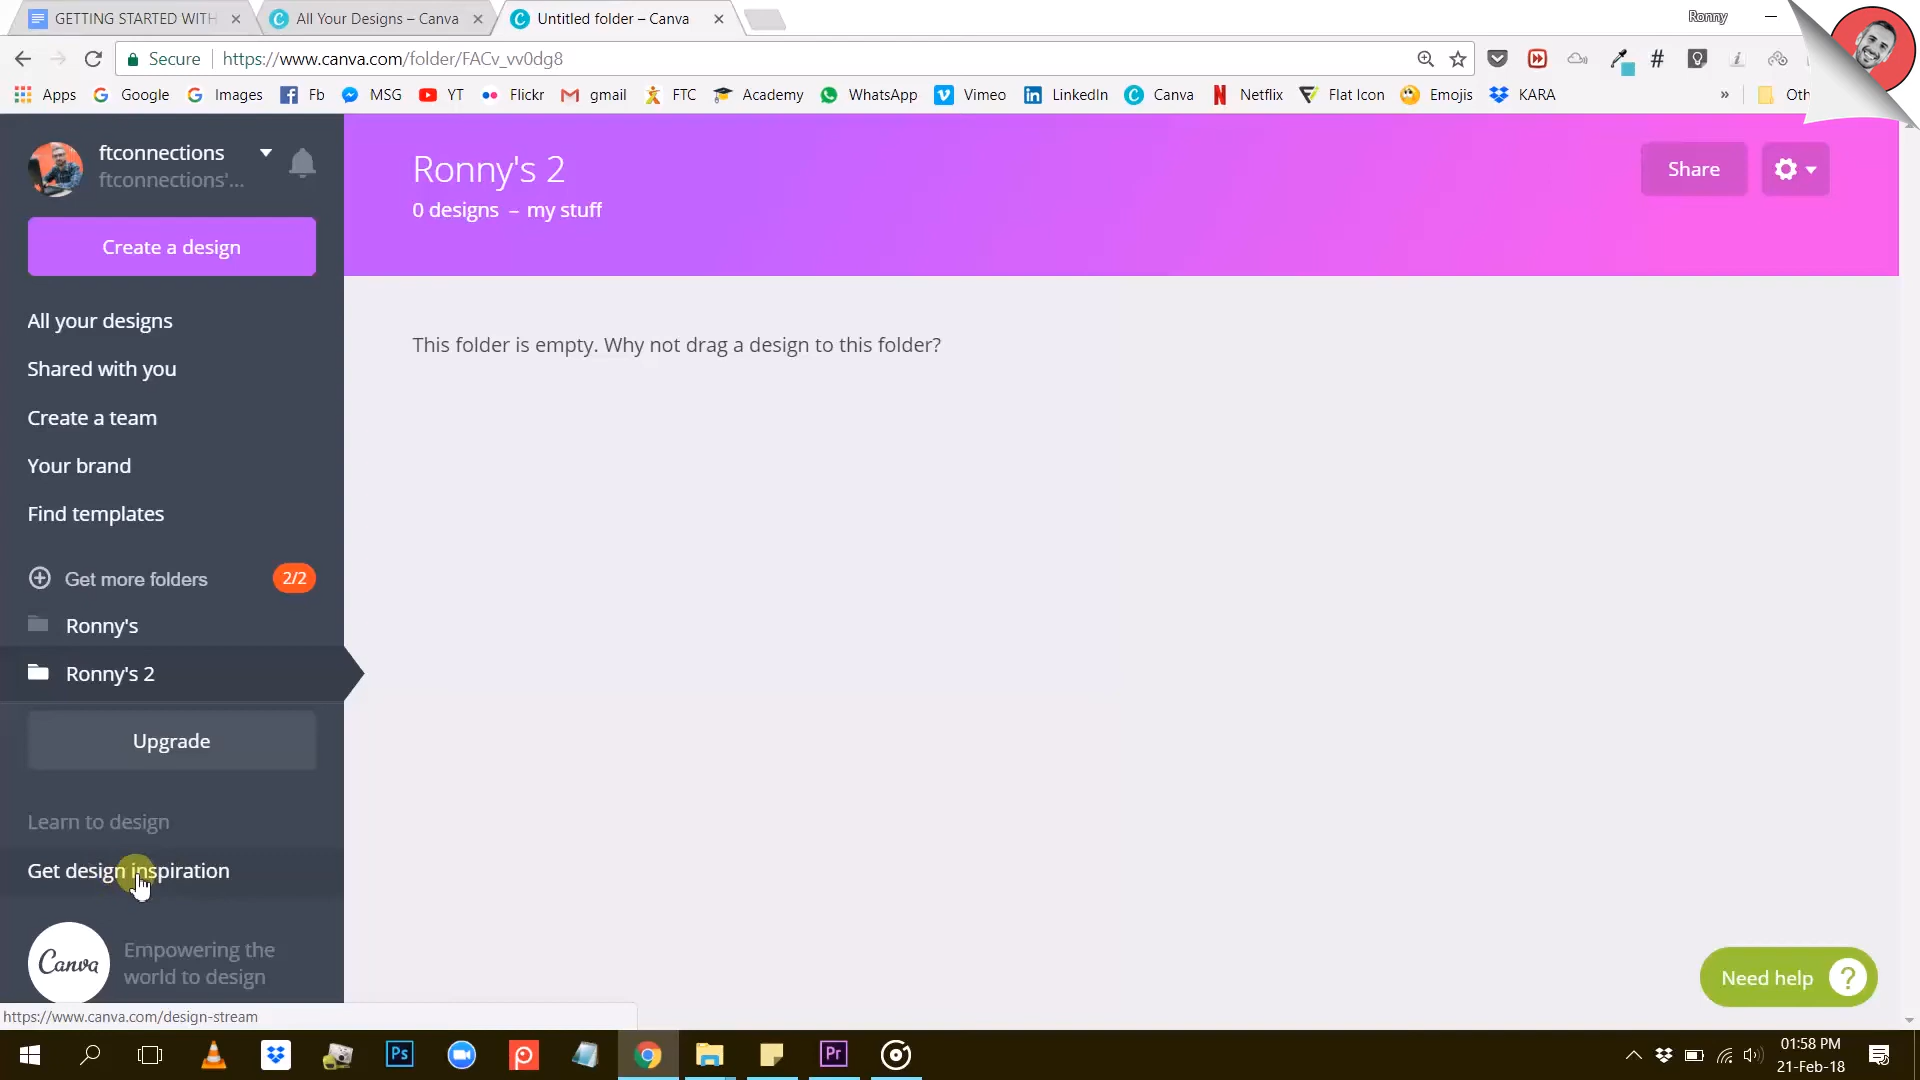 GETTING STARTED WITH
All Your Designs – Canva
Untitled folder – Canva
Ronny
Secure
https://www.canva.com/folder/FACv_vv0dg8
Apps
Google
Images
Fb
MSG
YT
Flickr
gmail
FTC
Academy
WhatsApp
Vimeo
LinkedIn
Canva
Netflix
Flat Icon
Emojis
KARA
»
Oth
ftconnections
ftconnections'...
Create a design
All your designs
Shared with you
Create a team
Your brand
Find templates
Get more folders
2/2
Ronny's
Ronny's 2
Upgrade
Learn to design
Get design inspiration
Canva
Empowering the
world to design
Ronny's 2
0 designs – my stuff
Share
This folder is empty. Why not drag a design to this folder?
Need help ?
https://www.canva.com/design-stream
Ps
Pr
01:58 PM
21-Feb-18